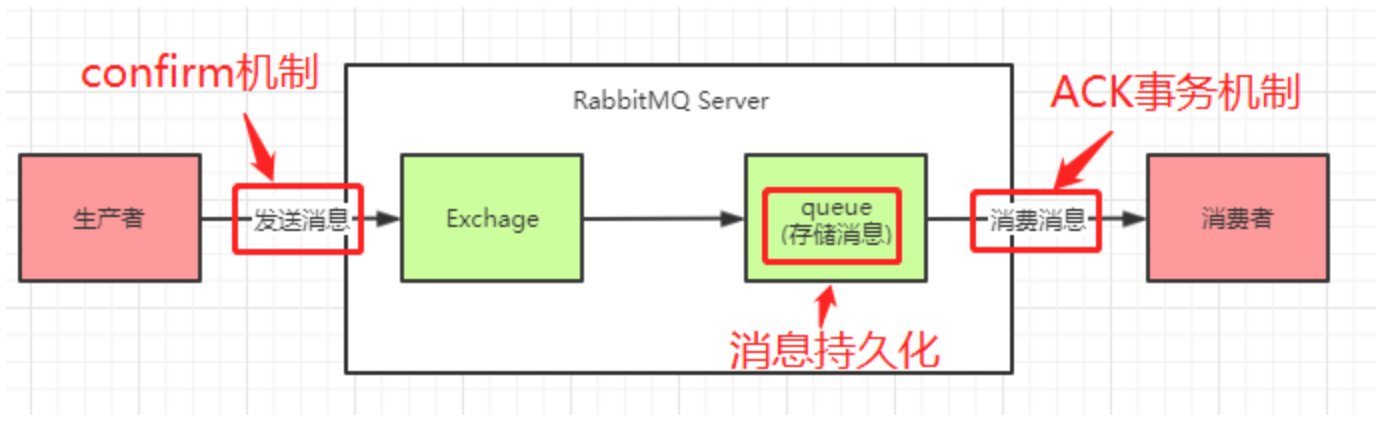 confirm机制
ACK事务机制
RabbitMQ Server
生产者
发送消息
Exchage
queue
(存储消息)
消费消息
消费者
消息持久化